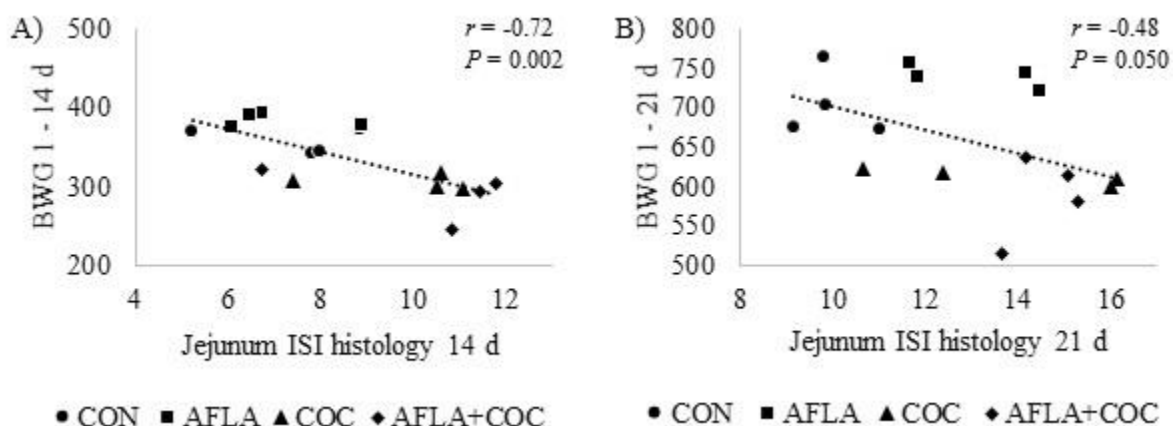 A)
r = -0.72
P = 0.002
BWG 1 - 14 d
500
400
300
200
4 6 8 10 12
Jejunum ISI histology 14 d
CON AFLA COC AFLA+COC
B)
r = -0.48
P = 0.050
BWG 1 - 21 d
800
750
700
650
600
550
500
8 10 12 14 16
Jejunum ISI histology 21 d
CON AFLA COC AFLA+COC